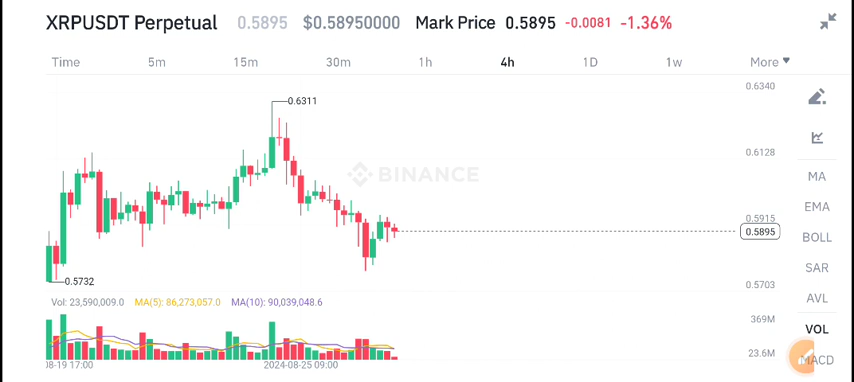 XRPUSDT Perpetual 0.5895 $0.58950000 Mark Price 0.5895 -0.0081 -1.36%
Time 5m 15m 30m 1h 4h 1D 1w More
0.6340
0.6311
0.6128
BINANCE
MA
EMA
0.5915
0.5895
BOLL
SAR
0.5732
0.5703
AVL
Vol: 23,590,009.0 MA(5): 86,273,057.0 MA(10): 90,039,048.6
369M
VOL
23.6M
MACD
08-19 17:00 2024-08-25 09:00